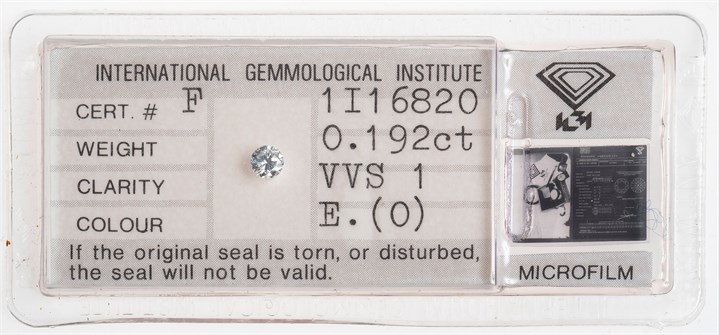 INTERNATIONAL GEMMOLOGICAL INSTITUTE
CERT. # F 1I16820
WEIGHT 0.192ct
CLARITY VVS 1
COLOUR E.(0)
If the original seal is torn, or disturbed,
the seal will not be valid.
MICROFILM